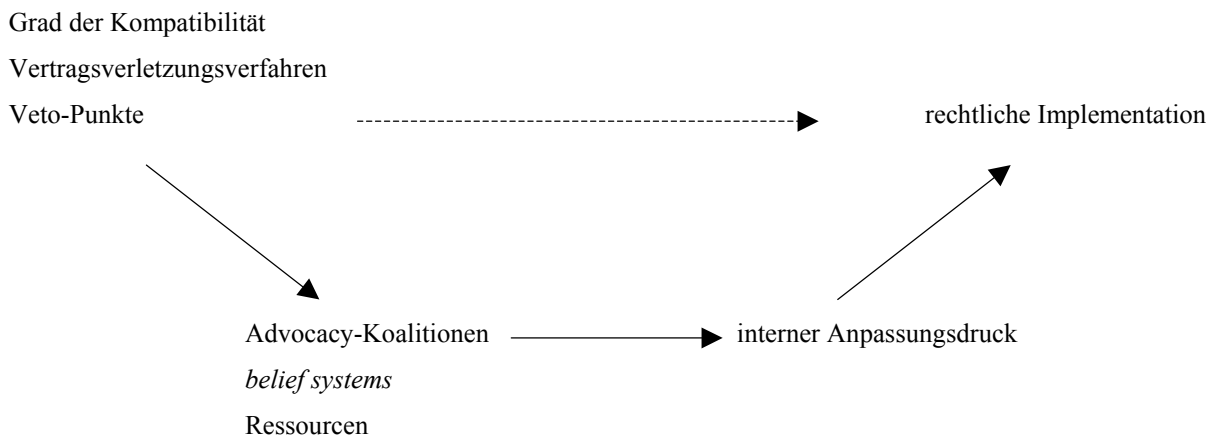 Grad der Kompatibilität
Vertragsverletzungsverfahren
Veto-Punkte
rechtliche Implementation
Advocacy-Koalitionen
interner Anpassungsdruck
belief systems
Ressourcen